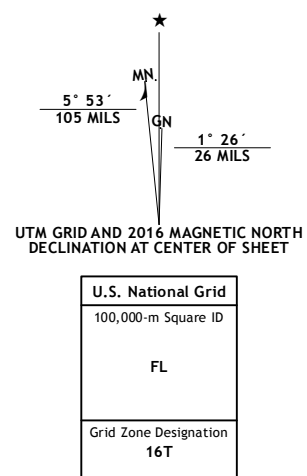 ★
MN.
5° 53´
105 MILS
GN
1° 26´
26 MILS
UTM GRID AND 2016 MAGNETIC NORTH
DECLINATION AT CENTER OF SHEET
U.S. National Grid
100,000-m Square ID
FL
Grid Zone Designation
16T